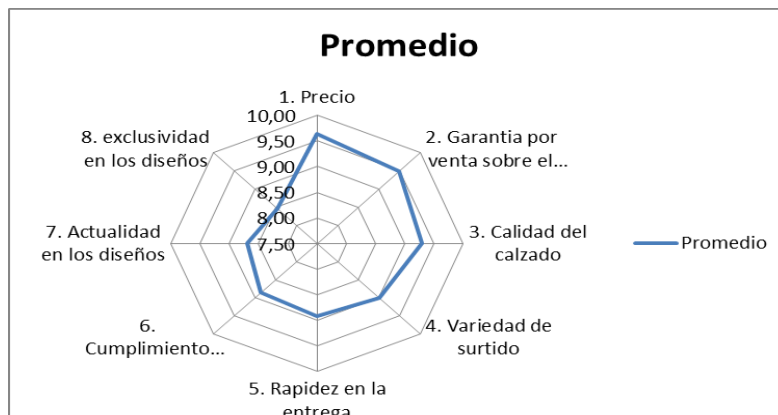 Promedio
1. Precio
10,00
9,50
9,00
8,50
8,00
7,50
2. Garantia por
venta sobre el...
3. Calidad del
calzado
4. Variedad de
surtido
5. Rapidez en la
entrega
6.
Cumplimiento...
7. Actualidad
en los diseños
8. exclusividad
en los diseños
Promedio